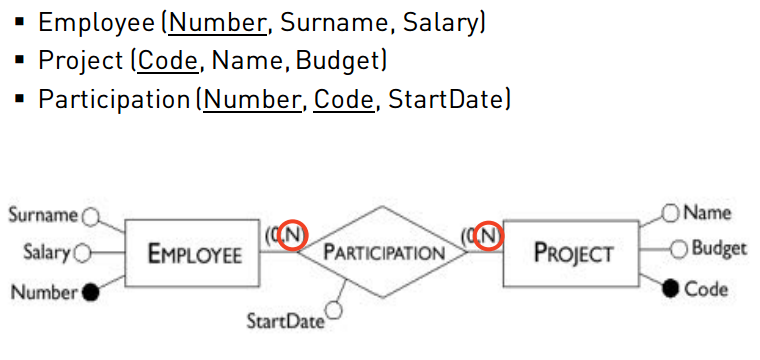 ▪ Employee (Number, Surname, Salary)
▪ Project (Code, Name, Budget)
▪ Participation (Number, Code, StartDate)
Surname
Salary
Number
EMPLOYEE
(0,N)
PARTICIPATION
StartDate
(0,N)
PROJECT
Name
Budget
Code